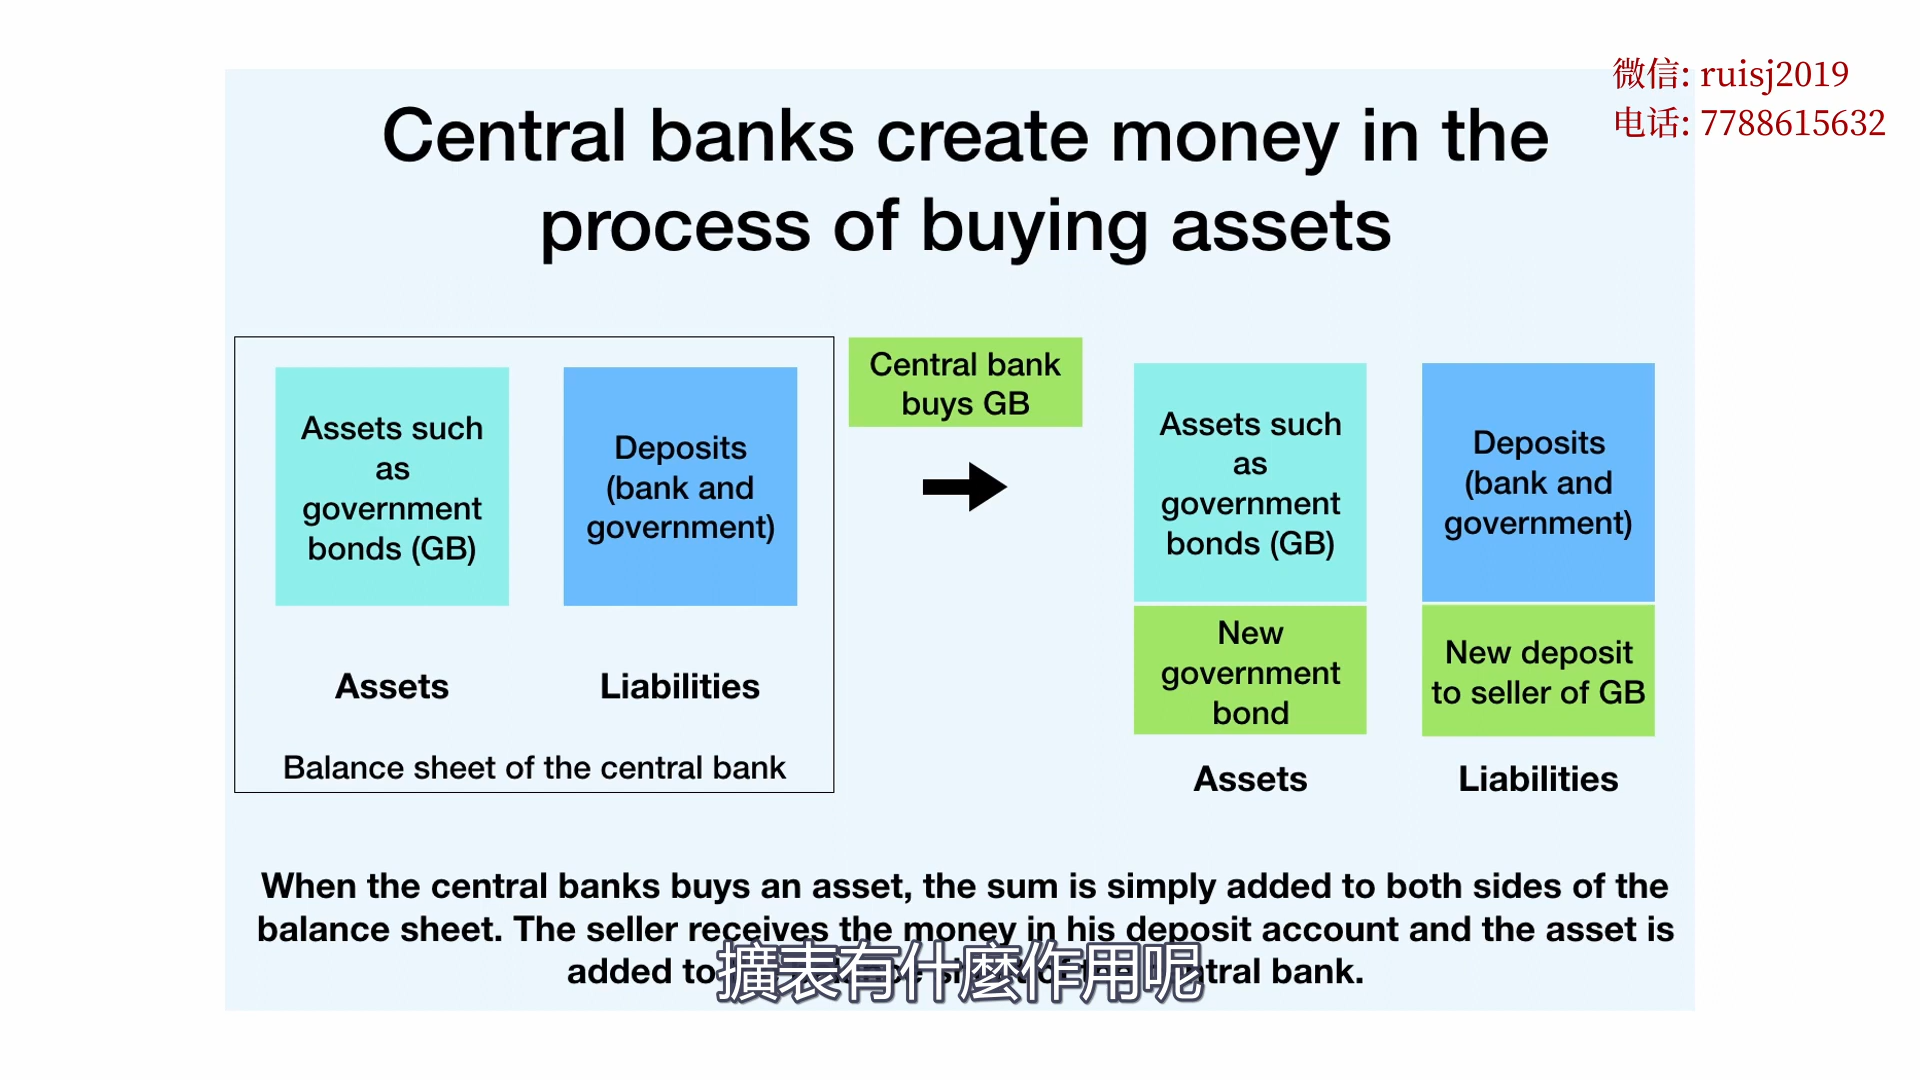 微信: ruisj2019
电话: 7788615632
Central banks create money in the
process of buying assets
Central bank
buys GB
Assets such
as
government
bonds (GB)
Deposits
(bank and
government)
Assets
Liabilities
Balance sheet of the central bank
Assets such
as
government
bonds (GB)
Deposits
(bank and
government)
New
government
bond
New deposit
to seller of GB
Assets
Liabilities
When the central banks buys an asset, the sum is simply added to both sides of the
balance sheet. The seller receives the money in his deposit account and the asset is
added to bank.
擴表有什麼作用呢